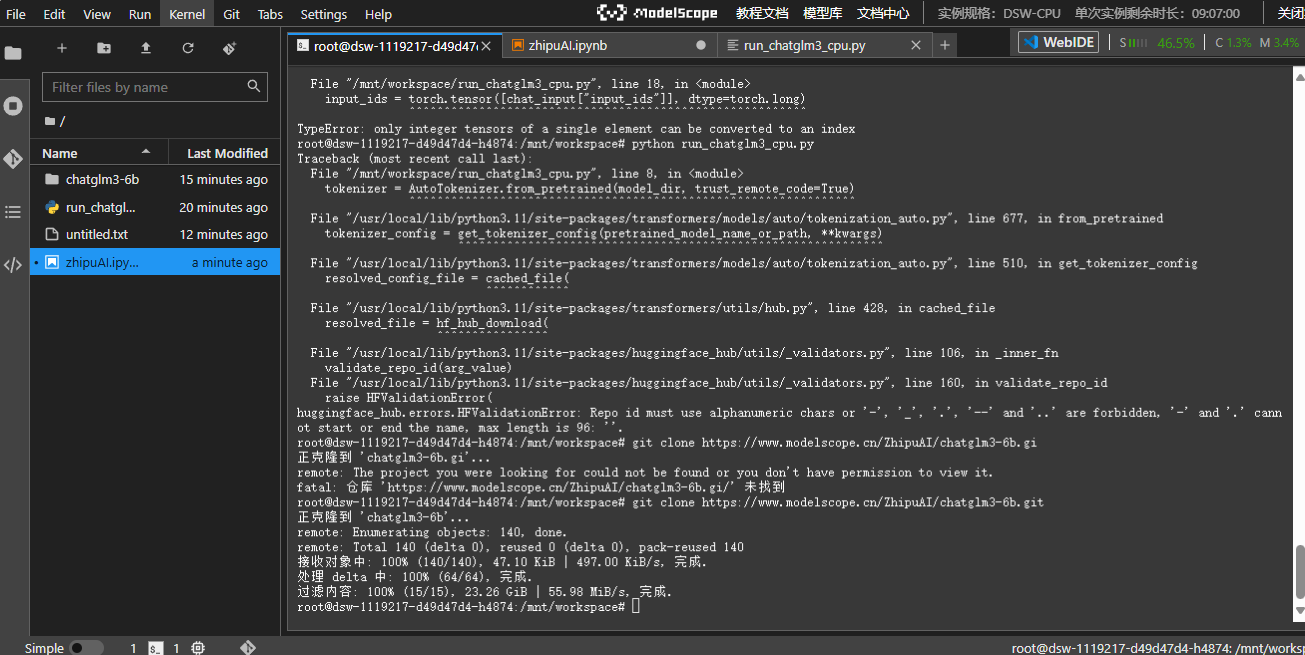 File Edit View Run Kernel Git Tabs Settings Help
ModelScope 教程文档 模型库 文档中心 实例规格：DSW-CPU 单次实例剩余时长：09:07:00 关闭
root@dsw-1119217-d49d47
zhipuAI.ipynb
run_chatglm3_cpu.py
WebIDE S 46.5% C 1.3% M 3.4%
Filter files by name
/
Name Last Modified
chatglm3-6b 15 minutes ago
run_chatgl... 20 minutes ago
untitled.txt 12 minutes ago
zhipuAI.ipy... a minute ago
File "/mnt/workspace/run_chatglm3_cpu.py", line 18, in <module>
input_ids = torch.tensor([chat_input["input_ids"]], dtype=torch.long)
^^^^^^^^^^^^^^^^^^^^^^^^^^^^^^^^^^^^^^^^^^^^^^^^^^^^^^^^^
TypeError: only integer tensors of a single element can be converted to an index
root@dsw-1119217-d49d47d4-h4874:/mnt/workspace# python run_chatglm3_cpu.py
Traceback (most recent call last):
File "/mnt/workspace/run_chatglm3_cpu.py", line 8, in <module>
tokenizer = AutoTokenizer.from_pretrained(model_dir, trust_remote_code=True)
^^^^^^^^^^^^^^^^^^^^^^^^^^^^^^^^^^^^^^^^^^^^^^^^^^^^^^^^^^^^^^^^
File "/usr/local/lib/python3.11/site-packages/transformers/models/auto/tokenization_auto.py", line 677, in from_pretrained
tokenizer_config = get_tokenizer_config(pretrained_model_name_or_path, **kwargs)
^^^^^^^^^^^^^^^^^^^^^^^^^^^^^^^^^^^^^^^^^^^^^^^^^^^^^^^^^^^^^
File "/usr/local/lib/python3.11/site-packages/transformers/models/auto/tokenization_auto.py", line 510, in get_tokenizer_config
resolved_config_file = cached_file(
^^^^^^^^^^^^
File "/usr/local/lib/python3.11/site-packages/transformers/utils/hub.py", line 428, in cached_file
resolved_file = hf_hub_download(
^^^^^^^^^^^^^^^^
File "/usr/local/lib/python3.11/site-packages/huggingface_hub/utils/_validators.py", line 106, in _inner_fn
validate_repo_id(arg_value)
File "/usr/local/lib/python3.11/site-packages/huggingface_hub/utils/_validators.py", line 160, in validate_repo_id
raise HFValidationError(
huggingface_hub.errors.HFValidationError: Repo id must use alphanumeric chars or '-', '_', '.', '--' and '..' are forbidden, '-' and '.' cann
ot start or end the name, max length is 96: ''.
root@dsw-1119217-d49d47d4-h4874:/mnt/workspace# git clone https://www.modelscope.cn/ZhipuAI/chatglm3-6b.gi
正克隆到 'chatglm3-6b.gi'...
remote: The project you were looking for could not be found or you don't have permission to view it.
fatal: 仓库 'https://www.modelscope.cn/ZhipuAI/chatglm3-6b.gi/' 未找到
root@dsw-1119217-d49d47d4-h4874:/mnt/workspace# git clone https://www.modelscope.cn/ZhipuAI/chatglm3-6b.git
正克隆到 'chatglm3-6b'...
remote: Enumerating objects: 140, done.
remote: Total 140 (delta 0), reused 0 (delta 0), pack-reused 140
接收对象中: 100% (140/140), 47.10 KiB | 497.00 KiB/s, 完成.
处理 delta 中: 100% (64/64), 完成.
过滤内容: 100% (15/15), 23.26 GiB | 55.98 MiB/s, 完成.
root@dsw-1119217-d49d47d4-h4874:/mnt/workspace#
Simple 1 $_ 1 root@dsw-1119217-d49d47d4-h4874: /mnt/works